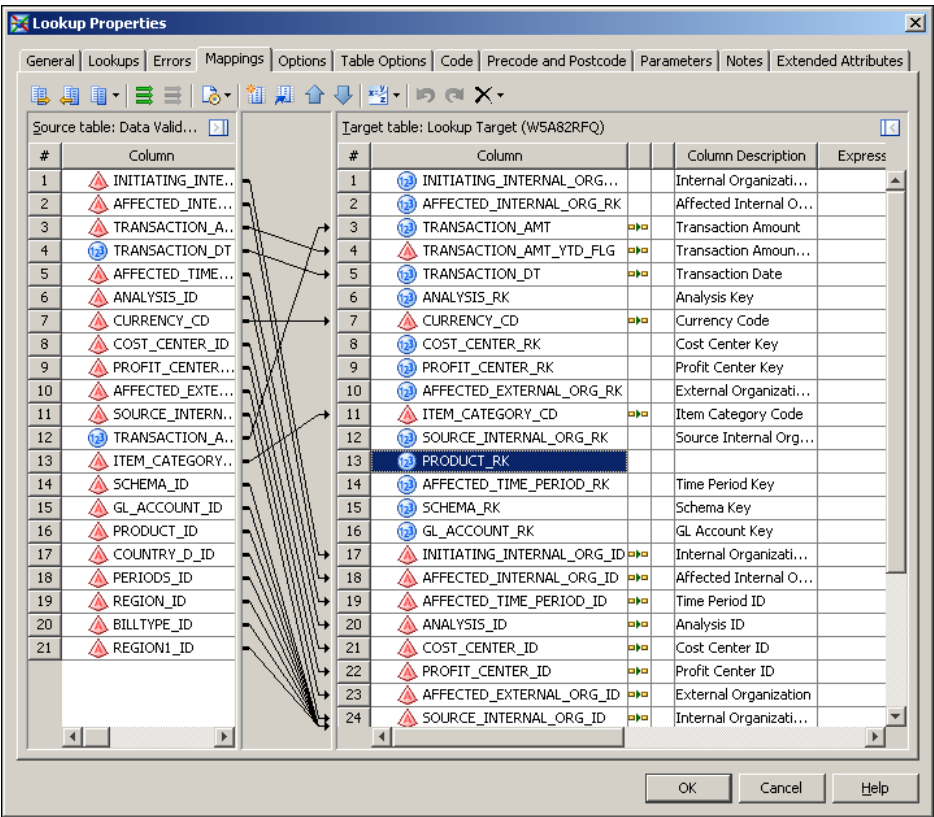 Lookup Properties
General Lookups Errors Mappings Options Table Options Code Precode and Postcode Parameters Notes Extended Attributes
Source table: Data Valid...
# Column
1 INITIATING_INTE..
2 AFFECTED_INTE...
3 TRANSACTION_A..
4 TRANSACTION_DT
5 AFFECTED_TIME...
6 ANALYSIS_ID
7 CURRENCY_CD
8 COST_CENTER_ID
9 PROFIT_CENTER...
10 AFFECTED_EXTE...
11 SOURCE_INTERN..
12 TRANSACTION_A..
13 ITEM_CATEGORY..
14 SCHEMA_ID
15 GL_ACCOUNT_ID
16 PRODUCT_ID
17 COUNTRY_D_ID
18 PERIODS_ID
19 REGION_ID
20 BILLTYPE_ID
21 REGION1_ID
Target table: Lookup Target (W5A82RFQ)
# Column Column Description Express
1 INITIATING_INTERNAL_ORG... Internal Organizati...
2 AFFECTED_INTERNAL_ORG_RK Affected Internal O...
3 TRANSACTION_AMT Transaction Amount
4 TRANSACTION_AMT_YTD_FLG Transaction Amoun...
5 TRANSACTION_DT Transaction Date
6 ANALYSIS_RK Analysis Key
7 CURRENCY_CD Currency Code
8 COST_CENTER_RK Cost Center Key
9 PROFIT_CENTER_RK Profit Center Key
10 AFFECTED_EXTERNAL_ORG_RK External Organizati...
11 ITEM_CATEGORY_CD Item Category Code
12 SOURCE_INTERNAL_ORG_RK Source Internal Org...
13 PRODUCT_RK
14 AFFECTED_TIME_PERIOD_RK Time Period Key
15 SCHEMA_RK Schema Key
16 GL_ACCOUNT_RK GL Account Key
17 INITIATING_INTERNAL_ORG_ID Internal Organizati...
18 AFFECTED_INTERNAL_ORG_ID Affected Internal O...
19 AFFECTED_TIME_PERIOD_ID Time Period ID
20 ANALYSIS_ID Analysis ID
21 COST_CENTER_ID Cost Center ID
22 PROFIT_CENTER_ID Profit Center ID
23 AFFECTED_EXTERNAL_ORG_ID External Organization
24 SOURCE_INTERNAL_ORG_ID Internal Organizati...
OK Cancel Help